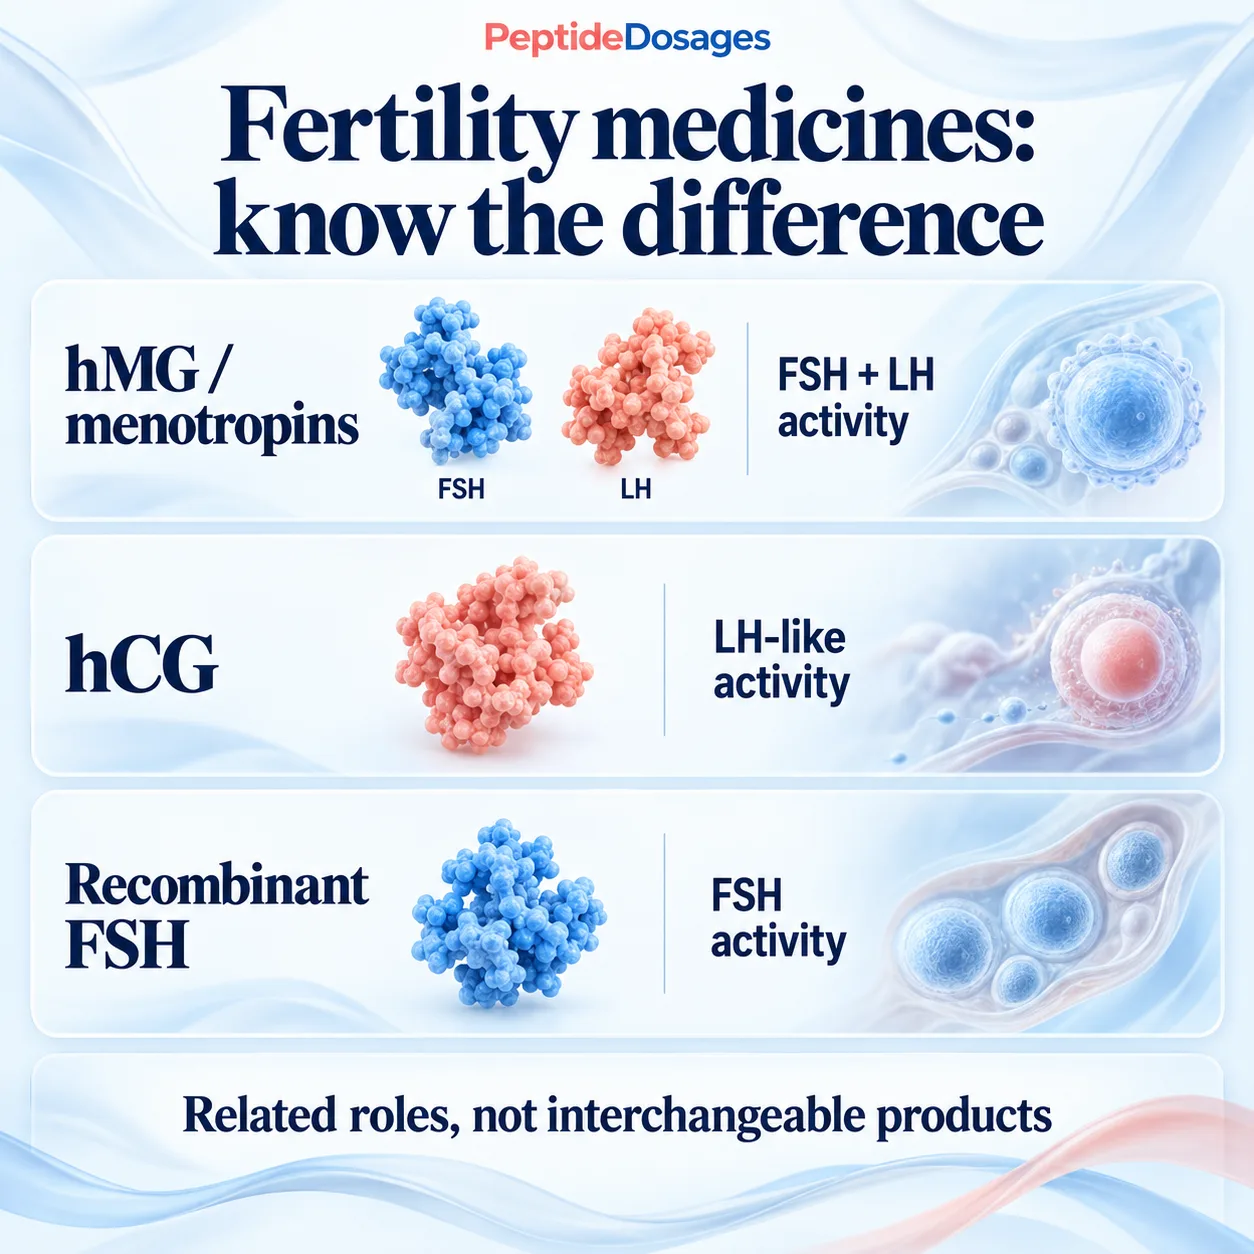 PeptideDosages
Fertility medicines:
know the difference
hMG /
menotropins
FSH
LH
FSH + LH
activity
hCG
LH-like
activity
Recombinant
FSH
FSH
activity
Related roles, not interchangeable products